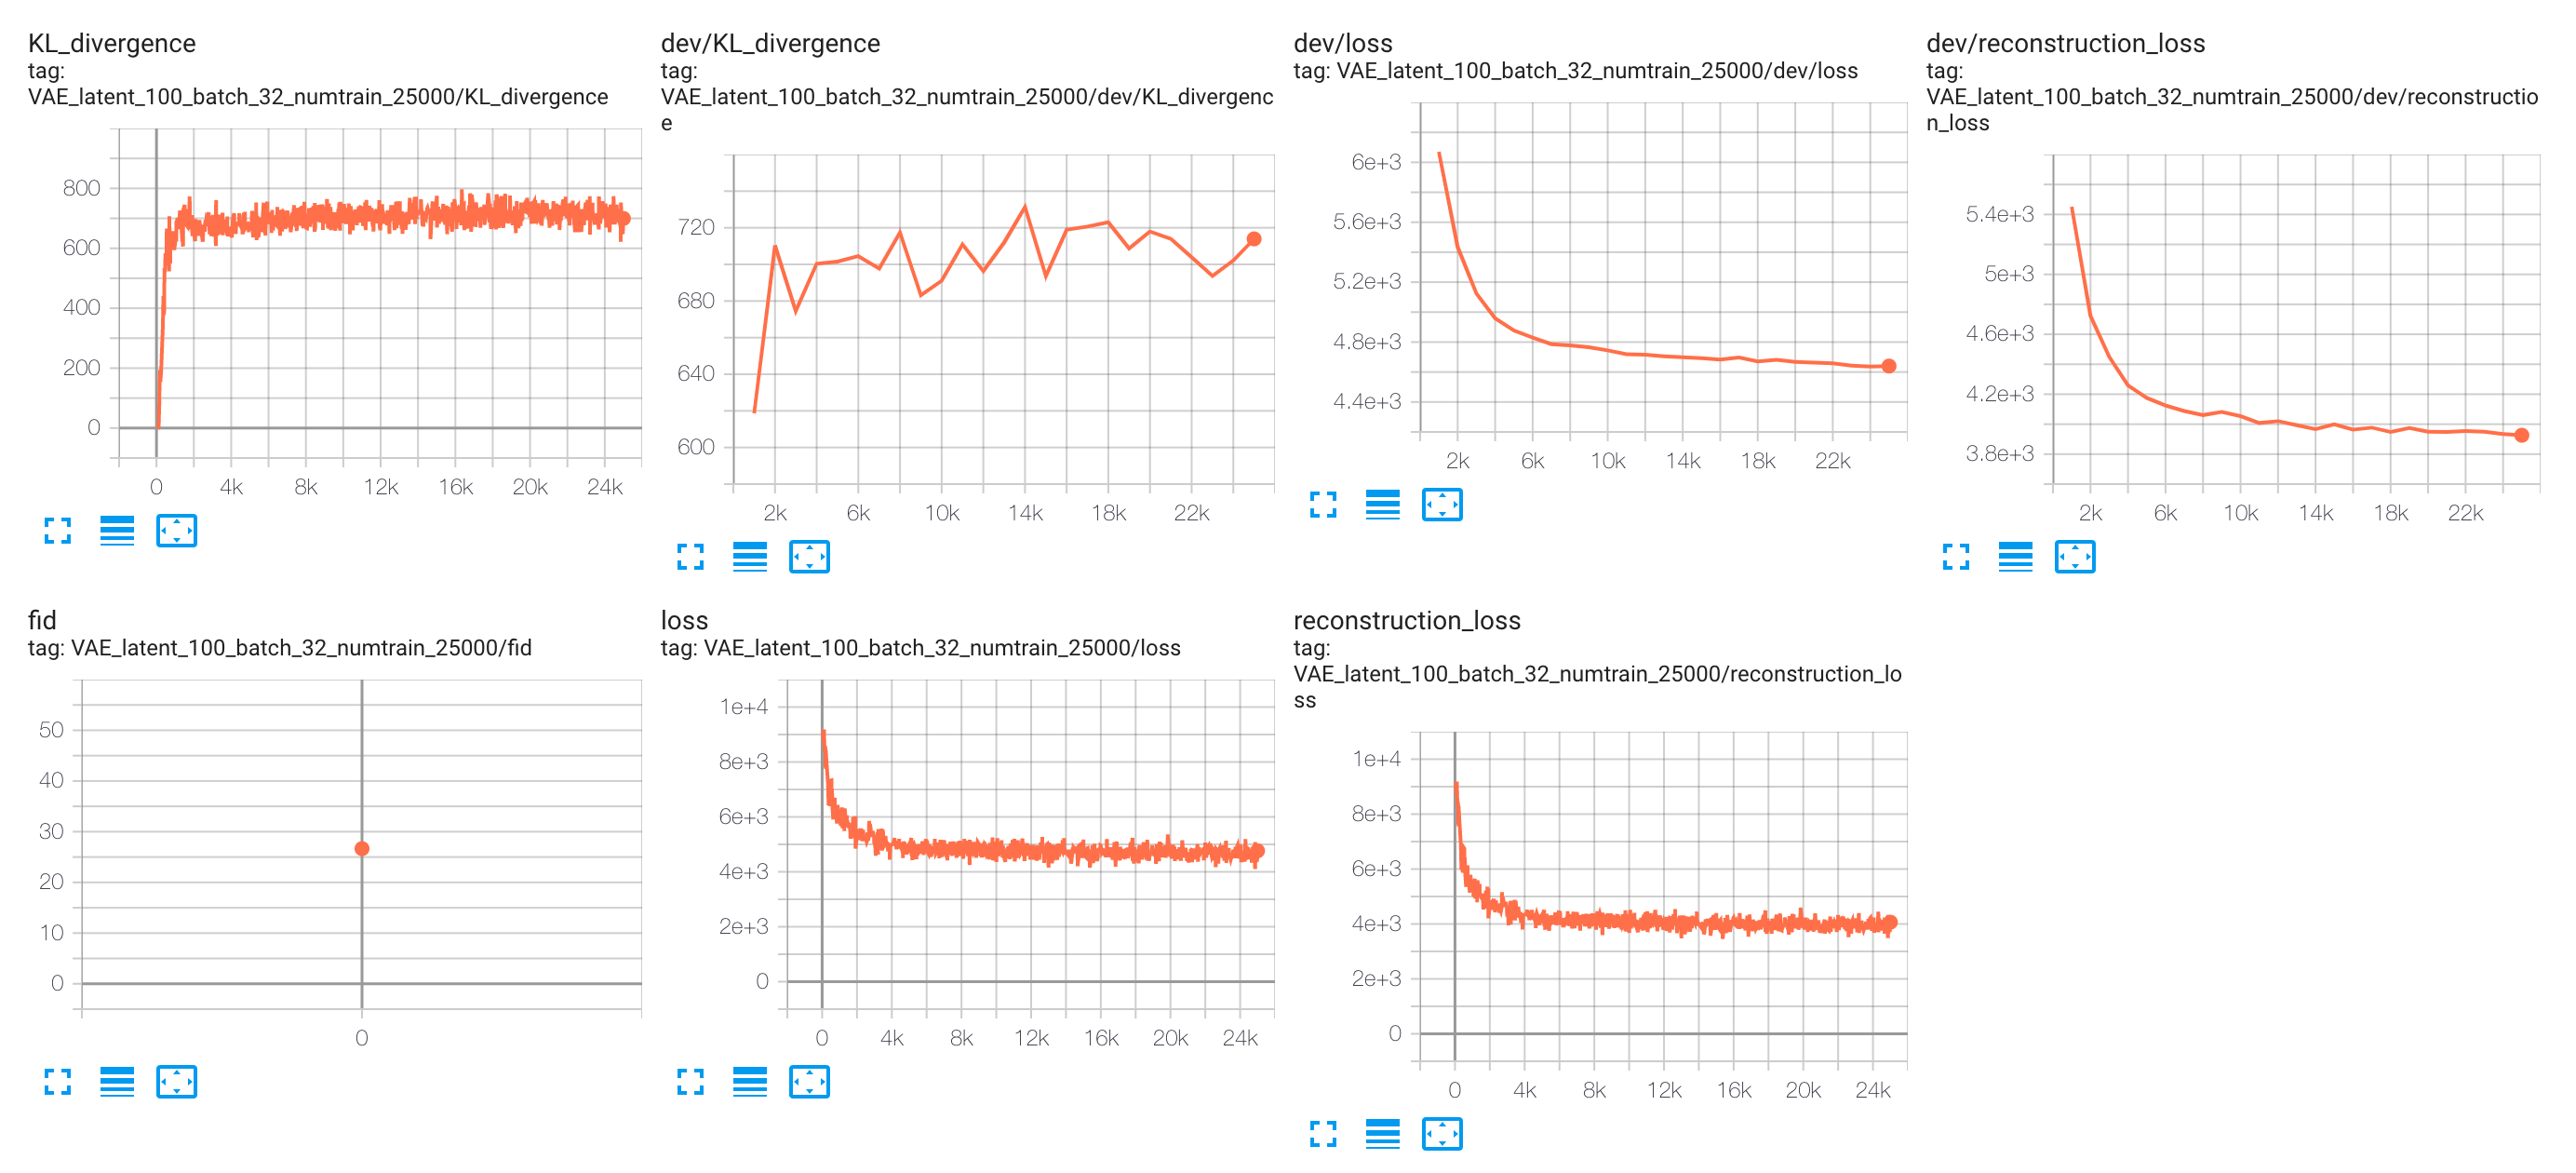 KL_divergence
tag:
VAE_latent_100_batch_32_numtrain_25000/KL_divergence
800
600
400
200
0
0 4k 8k 12k 16k 20k 24k
dev/KL_divergence
tag:
VAE_latent_100_batch_32_numtrain_25000/dev/KL_divergenc
e
720
680
640
600
2k 6k 10k 14k 18k 22k
dev/loss
tag: VAE_latent_100_batch_32_numtrain_25000/dev/loss
6e+3
5.6e+3
5.2e+3
4.8e+3
4.4e+3
2k 6k 10k 14k 18k 22k
dev/reconstruction_loss
tag:
VAE_latent_100_batch_32_numtrain_25000/dev/reconstructio
n_loss
5.4e+3
5e+3
4.6e+3
4.2e+3
3.8e+3
2k 6k 10k 14k 18k 22k
fid
tag: VAE_latent_100_batch_32_numtrain_25000/fid
50
40
30
20
10
0
0
loss
tag: VAE_latent_100_batch_32_numtrain_25000/loss
1e+4
8e+3
6e+3
4e+3
2e+3
0
0 4k 8k 12k 16k 20k 24k
reconstruction_loss
tag:
VAE_latent_100_batch_32_numtrain_25000/reconstruction_lo
ss
1e+4
8e+3
6e+3
4e+3
2e+3
0
0 4k 8k 12k 16k 20k 24k